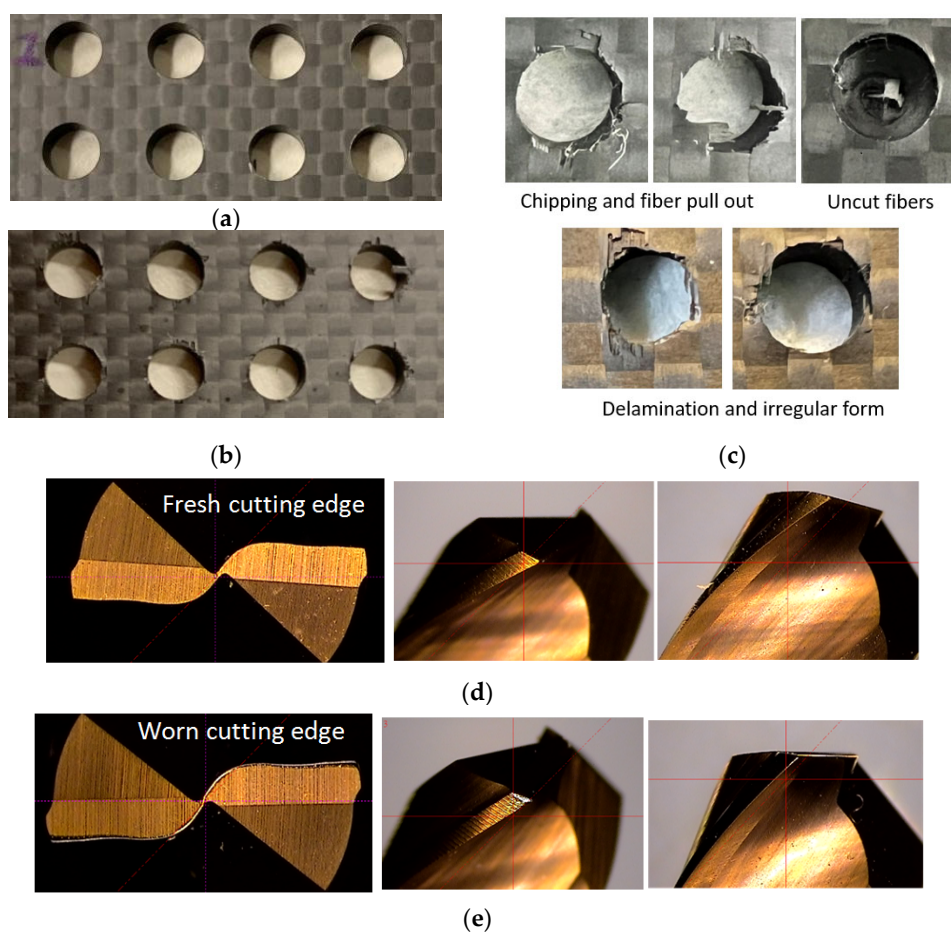 (a)
Chipping and fiber pull out
Uncut fibers
(b)
Delamination and irregular form
(c)
Fresh cutting edge
(d)
Worn cutting edge
(e)